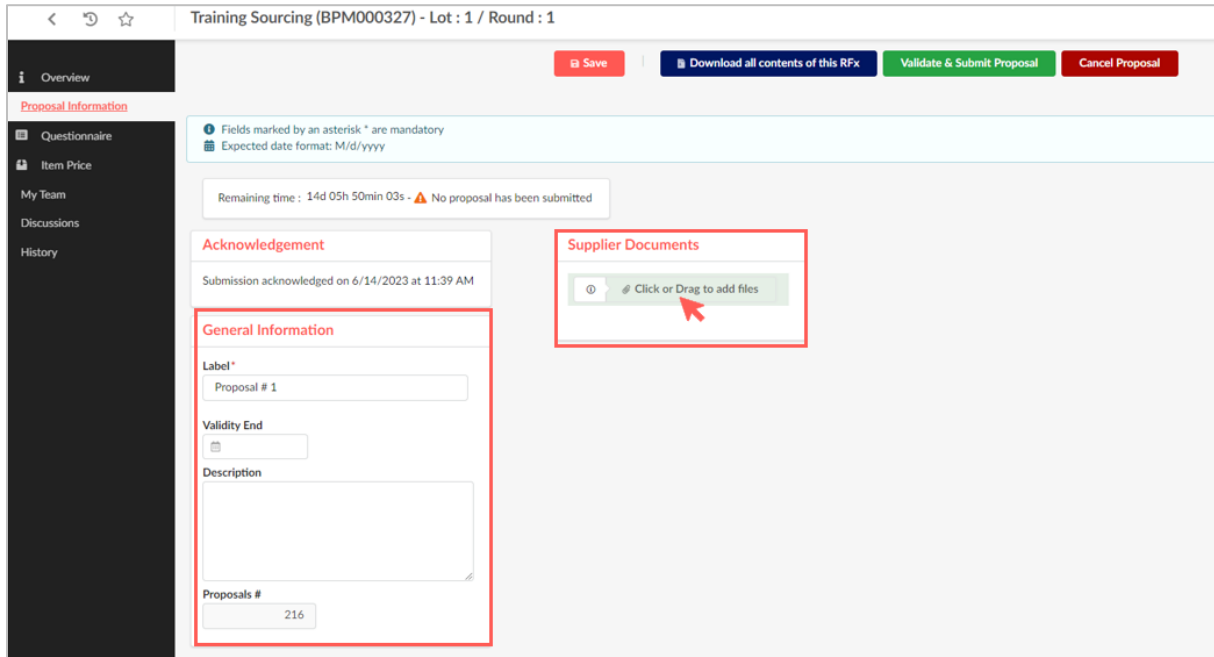 Training Sourcing (BPM000327) - Lot : 1 / Round : 1
Save
Download all contents of this RFx
Validate & Submit Proposal
Cancel Proposal
Overview
Proposal Information
Questionnaire
Item Price
My Team
Discussions
History
Fields marked by an asterisk * are mandatory
Expected date format: M/d/yyyy
Remaining time : 14d 05h 50min 03s - No proposal has been submitted
Acknowledgement
Submission acknowledged on 6/14/2023 at 11:39 AM
General Information
Label*
Proposal # 1
Validity End
Description
Proposals #
216
Supplier Documents
Click or Drag to add files